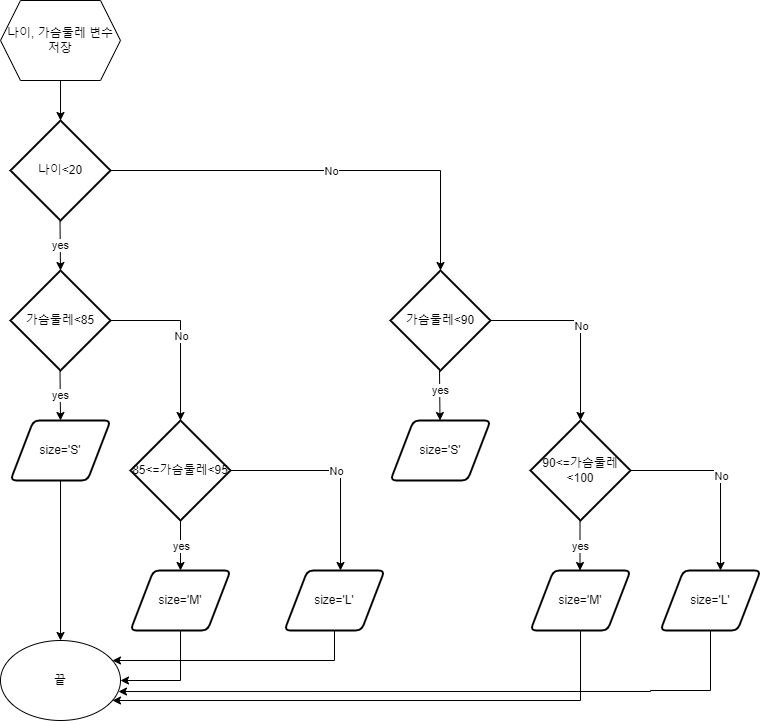 나이, 가슴둘레 변수
저장
나이<20
No
yes
가슴둘레<85
가슴둘레<90
No
No
yes
yes
size='S'
size='S'
85<=가슴둘레<95
90<=가슴둘레
<100
No
No
yes
yes
size='M'
size='L'
size='M'
size='L'
끝